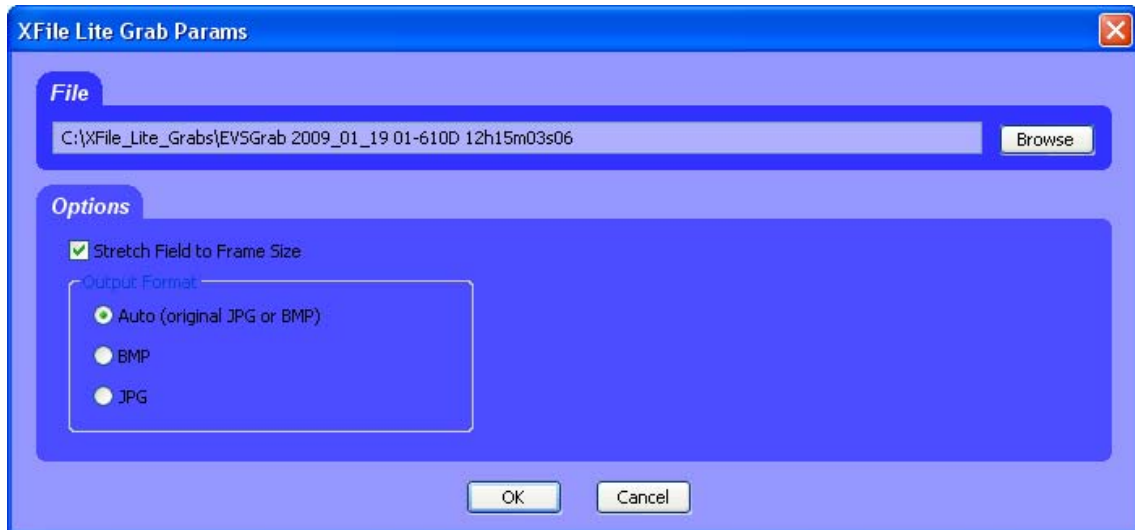 XFile Lite Grab Params
File
C:\XFile_Lite_Grabs\EVSGrab 2009_01_19 01-610D 12h15m03s06
Browse
Options
Stretch Field to Frame Size
Output Format
Auto (original JPG or BMP)
BMP
JPG
OK
Cancel